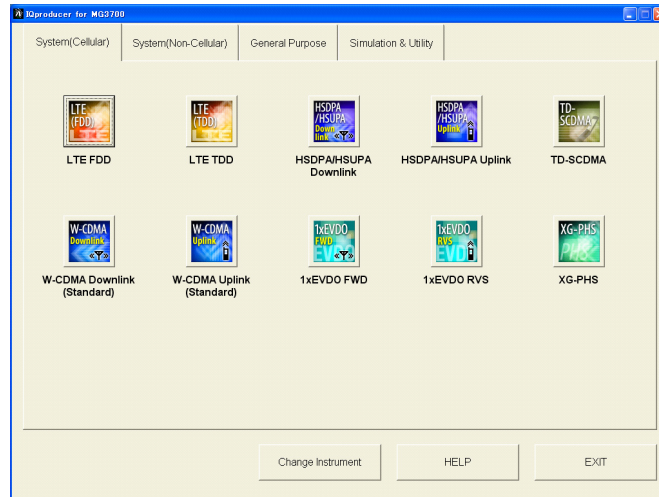 IQproducer for MG3700
System(Cellular)
System(Non-Cellular)
General Purpose
Simulation & Utility
LTE
(FDD)
LTE FDD
LTE
(TDD)
LTE TDD
HSDPA
/HSUPA
Down
link
HSDPA/HSUPA
Downlink
HSDPA
/HSUPA
Uplink
HSDPA/HSUPA Uplink
TD-
SCDMA
TD-SCDMA
W-CDMA
Downlink
W-CDMA Downlink
(Standard)
W-CDMA
Uplink
W-CDMA Uplink
(Standard)
1xEVDO
FWD
1xEVDO FWD
1xEVDO
RVS
1xEVDO RVS
XG-PHS
XG-PHS
Change Instrument
HELP
EXIT